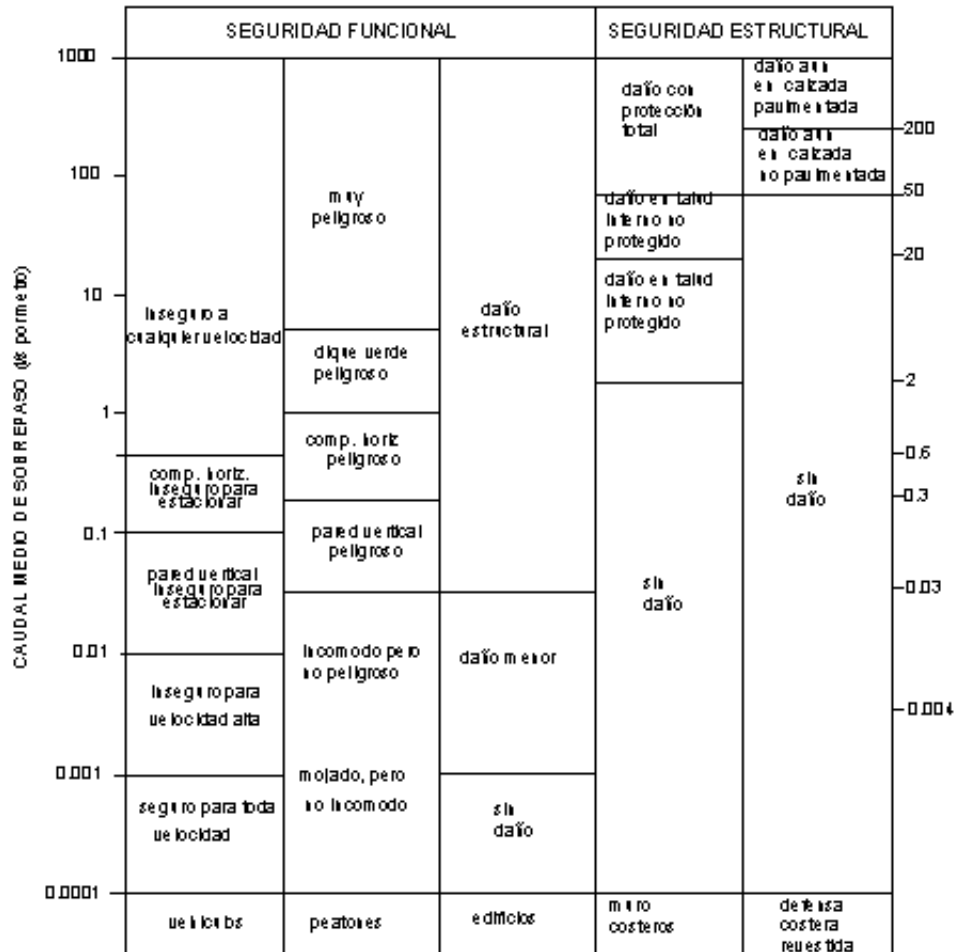 SEGURIDAD FUNCIONAL
SEGURIDAD ESTRUCTURAL
CAUDAL MEDIO DE SOBREPASO (l/s por metro)
1000
100
10
1
0.1
0.01
0.001
0.0001
inseguro a
cualquier velocidad
comp. horiz.
inseguro para
estacionar
pared vertical
inseguro para
estacionar
inseguro para
velocidad alta
seguro para toda
velocidad
vehiculos
muy
peligroso
dique verde
peligroso
comp. horiz
peligroso
pared vertical
peligroso
incomodo pero
no peligroso
mojado, pero
no incomodo
peatones
daño
estructural
daño menor
sin
daño
edificios
daño con
protección
total
daño en talud
interno no
protegido
daño en talud
interno no
protegido
sin
daño
muro
costeros
daño aun
en calzada
pavimentada
daño aun
en calzada
no pavimentada
sin
daño
defensa
costera
revestida
200
50
20
2
0.6
0.3
0.03
0.004